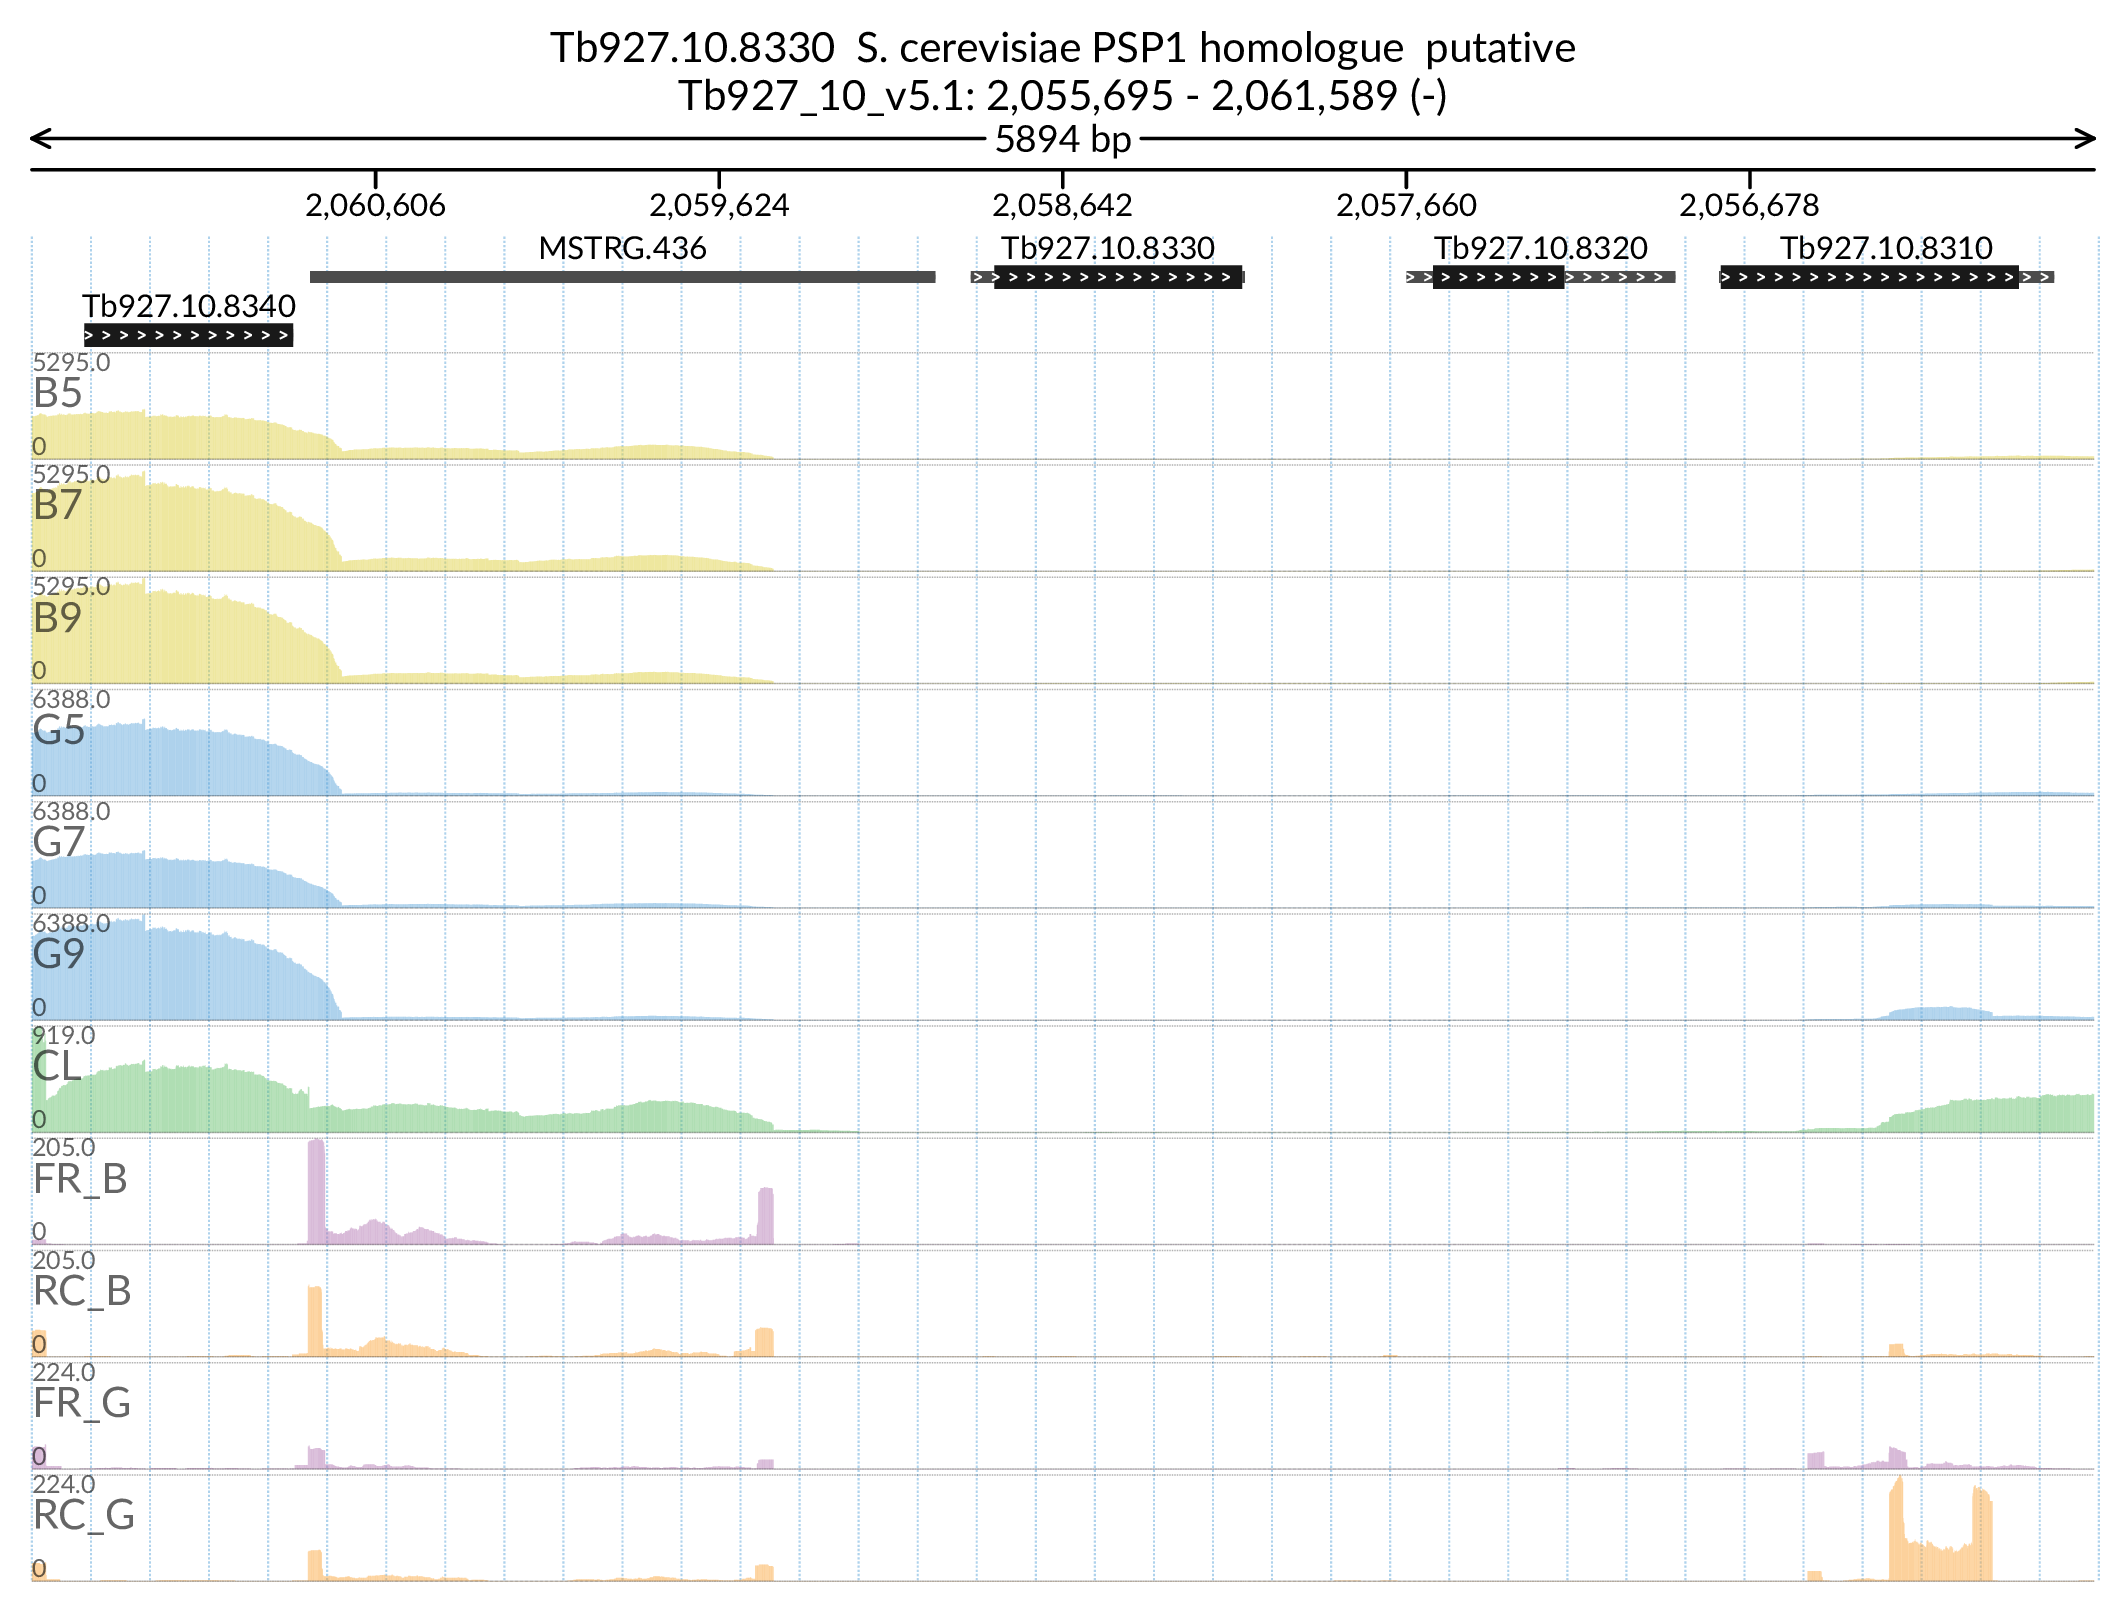 Tb927.10.8330  S. cerevisiae PSP1 homologue  putative
Tb927_10_v5.1: 2,055,695 - 2,061,589 (-)
5894 bp
2,060,606 2,059,624 2,058,642 2,057,660 2,056,678
MSTRG.436 Tb927.10.8330 Tb927.10.8320 Tb927.10.8310
Tb927.10.8340
5295.0
B5
0
5295.0
B7
0
5295.0
B9
0
6388.0
G5
0
6388.0
G7
0
6388.0
G9
0
919.0
CL
0
205.0
FR_B
0
205.0
RC_B
0
224.0
FR_G
0
224.0
RC_G
0